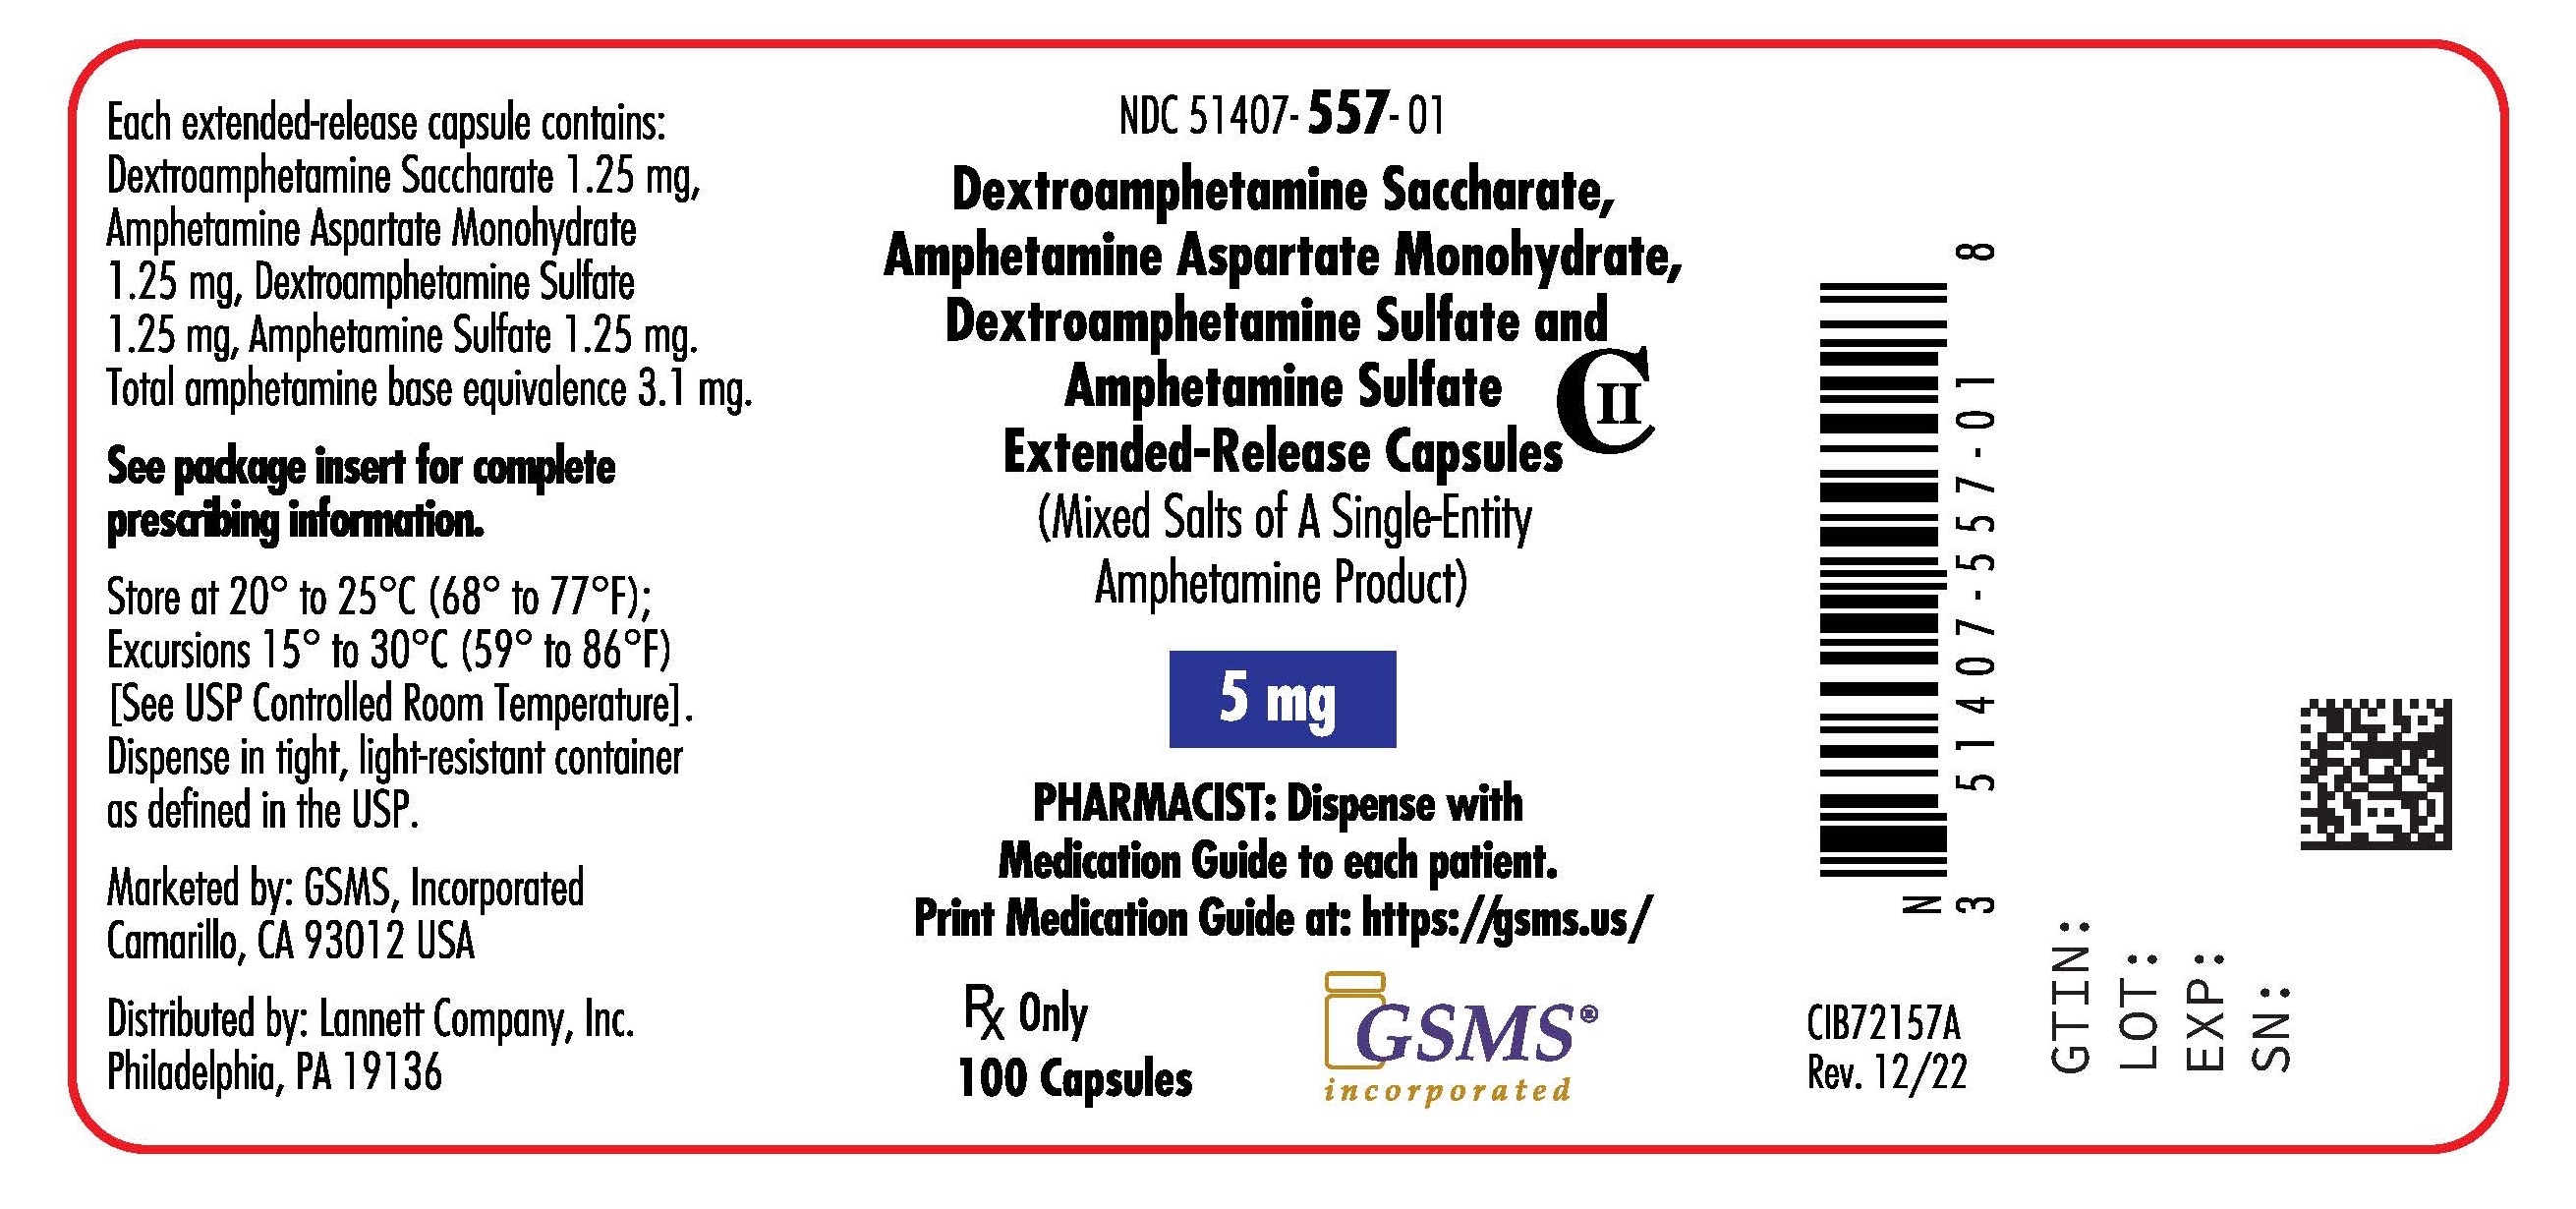 Each extended-release capsule contains:
Dextroamphetamine Saccharate 1.25 mg,
Amphetamine Aspartate Monohydrate
1.25 mg, Dextroamphetamine Sulfate
1.25 mg, Amphetamine Sulfate 1.25 mg.
Total amphetamine base equivalence 3.1 mg.
See package insert for complete
prescribing information.
Store at 20° to 25°C (68° to 77°F);
Excursions 15° to 30°C (59° to 86°F)
[See USP Controlled Room Temperature].
Dispense in tight, light-resistant container
as defined in the USP.
Marketed by: GSMS, Incorporated
Camarillo, CA 93012 USA
Distributed by: Lannett Company, Inc.
Philadelphia, PA 19136
NDC 51407-557-01
Dextroamphetamine Saccharate,
Amphetamine Aspartate Monohydrate,
Dextroamphetamine Sulfate and
Amphetamine Sulfate
Extended-Release Capsules
CII
(Mixed Salts of A Single-Entity
Amphetamine Product)
5 mg
PHARMACIST: Dispense with
Medication Guide to each patient.
Print Medication Guide at: https://gsms.us/
Rx Only
100 Capsules
GSMS®
incorporated
N
3 51407-557-01 8
CIB72157A
Rev. 12/22
GTIN:
LOT:
EXP:
SN: